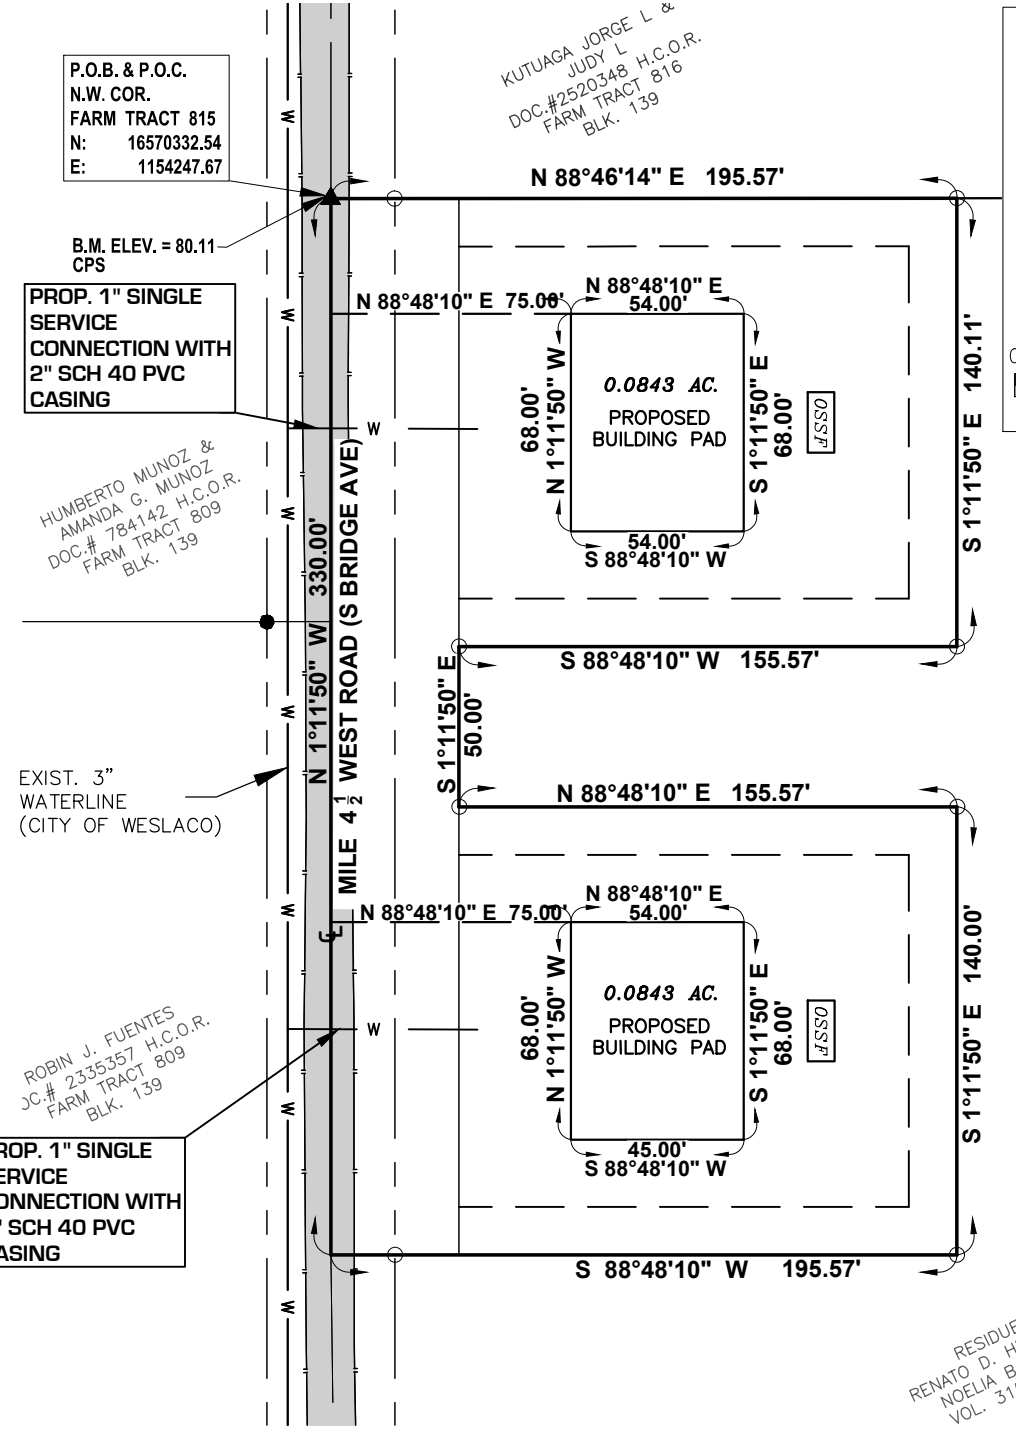 KUTUAGA JORGE L &
JUDY L
DOC.#2520348 H.C.O.R.
FARM TRACT 816
BLK. 139
P.O.B. & P.O.C.
N.W. COR.
FARM TRACT 815
N: 16570332.54
E: 1154247.67
N 88°46'14" E 195.57'
B.M. ELEV. = 80.11
CPS
PROP. 1" SINGLE
SERVICE
CONNECTION WITH
2" SCH 40 PVC
CASING
N 88°48'10" E 75.00'
N 88°48'10" E
54.00'
N 1°11'50" W
68.00'
0.0843 AC.
PROPOSED
BUILDING PAD
S 1°11'50" E
68.00'
OSSF
S 1°11'50" E 140.11'
54.00'
S 88°48'10" W
W
W
W
W
HUMBERTO MUNOZ &
AMANDA G. MUNOZ
DOC.# 784142 H.C.O.R.
FARM TRACT 809
BLK. 139
N 1°11'50" W 330.00'
MILE 4 1/2 WEST ROAD (S BRIDGE AVE)
S 88°48'10" W 155.57'
S 1°11'50" E
50.00'
W
EXIST. 3"
WATERLINE
(CITY OF WESLACO)
N 88°48'10" E 155.57'
W
N 88°48'10" E 75.00'
N 88°48'10" E
54.00'
N 1°11'50" W
68.00'
0.0843 AC.
PROPOSED
BUILDING PAD
S 1°11'50" E
68.00'
OSSF
S 1°11'50" E 140.00'
45.00'
S 88°48'10" W
℄
W
W
ROBIN J. FUENTES
OC.# 2335357 H.C.O.R.
FARM TRACT 809
BLK. 139
ROP. 1" SINGLE
ERVICE
ONNECTION WITH
" SCH 40 PVC
ASING
S 88°48'10" W 195.57'
W
RESIDUE
RENATO D. H
NOELIA B
VOL. 31